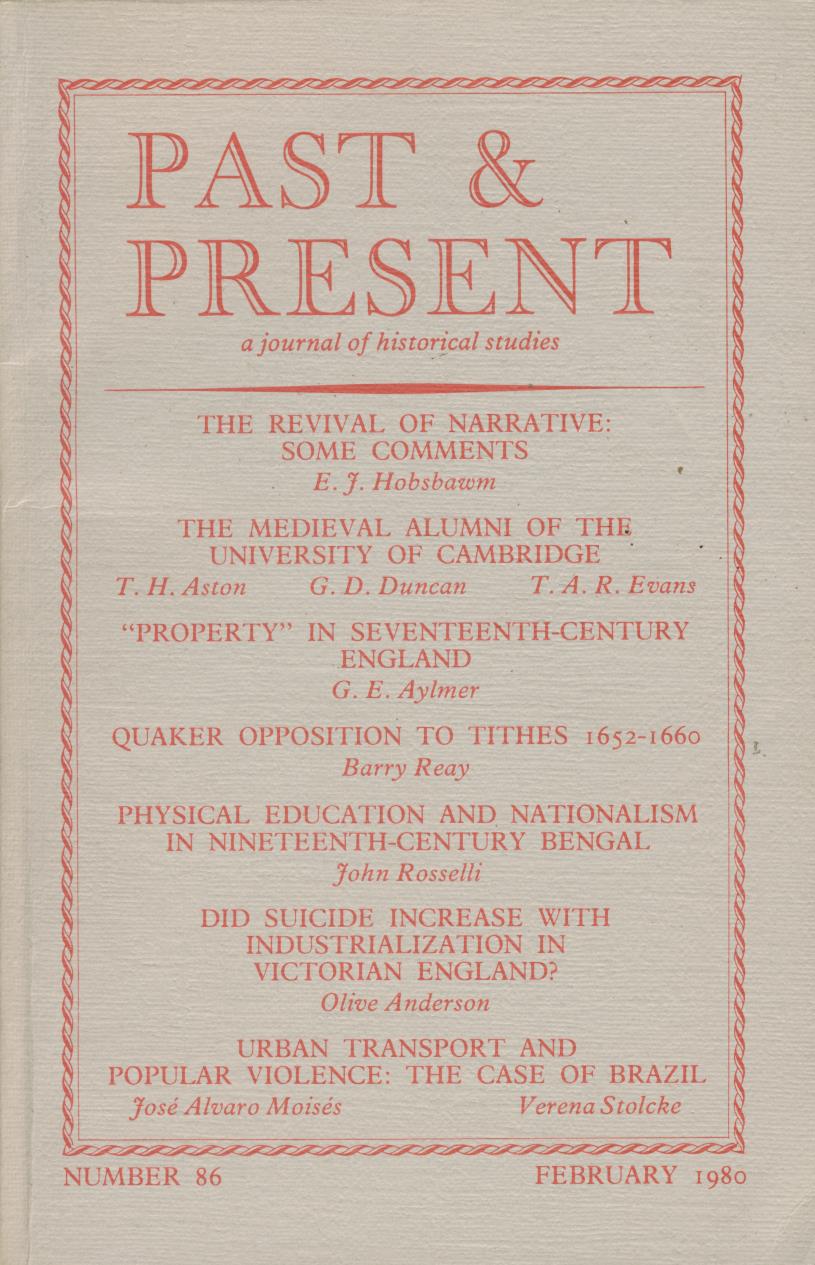 PAST &
PRESENT
a journal of historical studies
THE REVIVAL OF NARRATIVE:
SOME COMMENTS
E. J. Hobsbawm
THE MEDIEVAL ALUMNI OF THE
UNIVERSITY OF CAMBRIDGE
T. H. Aston G. D. Duncan T. A. R. Evans
“PROPERTY” IN SEVENTEENTH-CENTURY
ENGLAND
G. E. Aylmer
QUAKER OPPOSITION TO TITHES 1652-1660
Barry Reay
PHYSICAL EDUCATION AND NATIONALISM
IN NINETEENTH-CENTURY BENGAL
John Rosselli
DID SUICIDE INCREASE WITH
INDUSTRIALIZATION IN
VICTORIAN ENGLAND?
Olive Anderson
URBAN TRANSPORT AND
POPULAR VIOLENCE: THE CASE OF BRAZIL
José Alvaro Moisés Verena Stolcke
NUMBER 86 FEBRUARY 1980